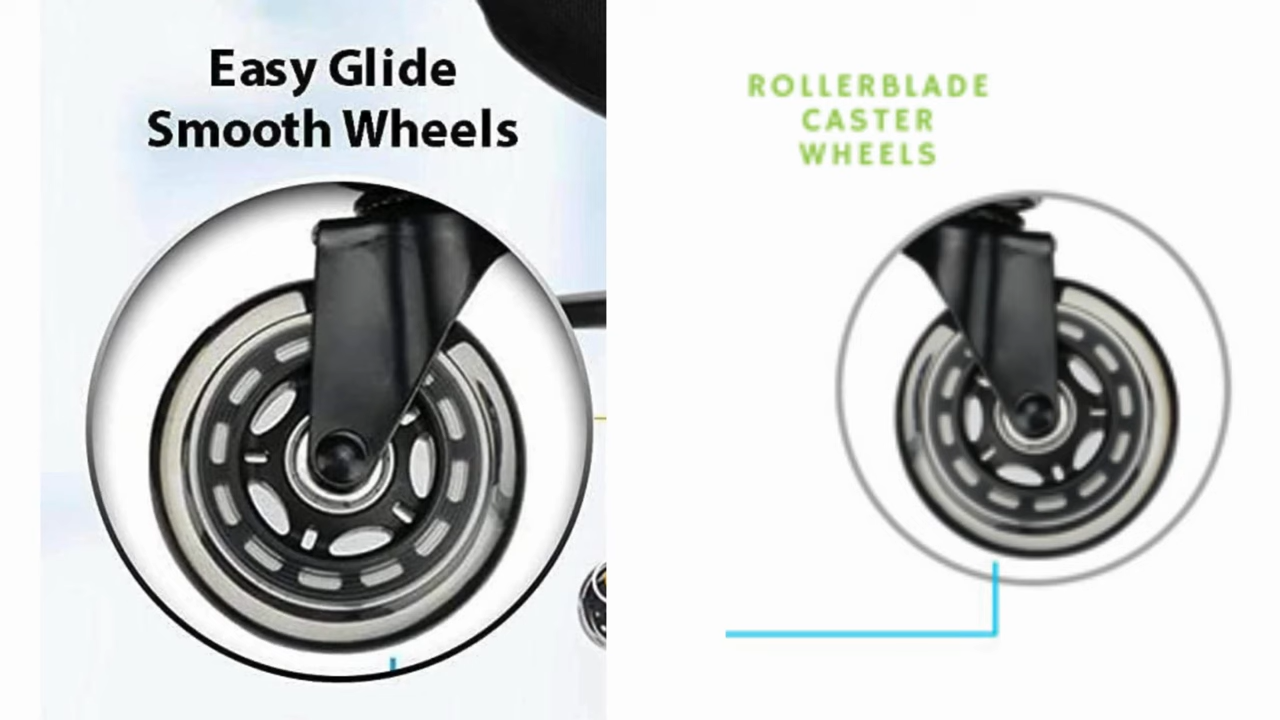 Easy Glide
Smooth Wheels
ROLLERBLADE
CASTER
WHEELS